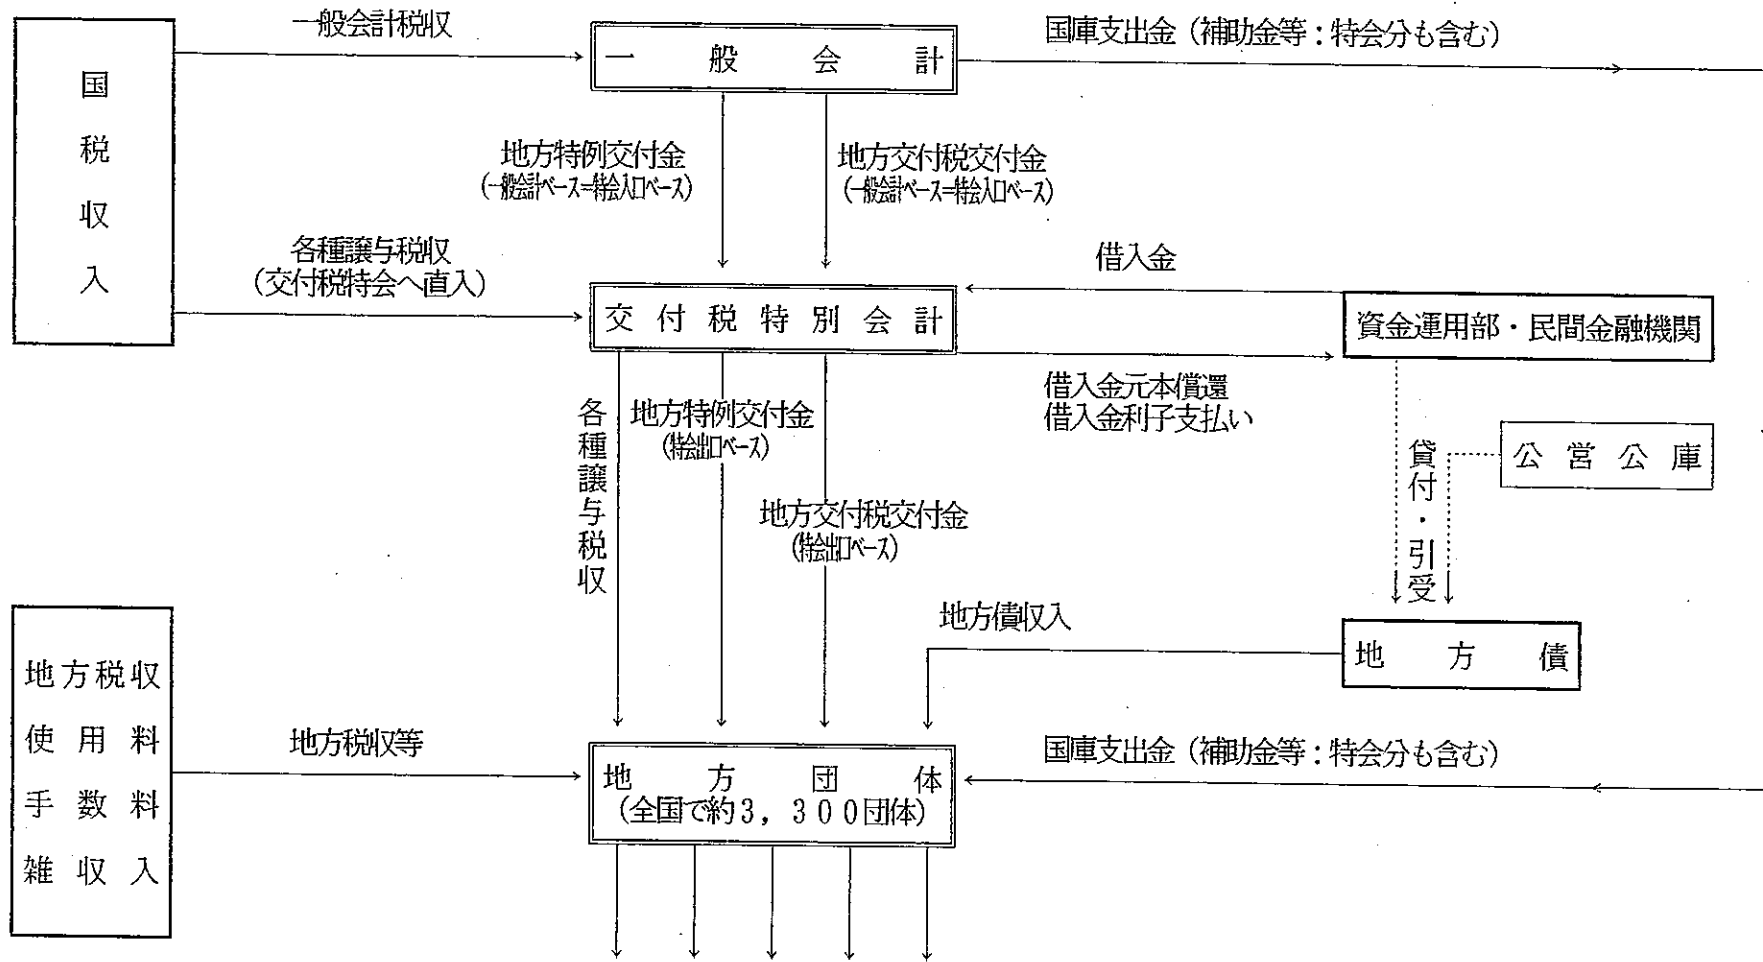 一般会計税収
国庫支出金（補助金等：特会分も含む）
一般会計
国税収入
地方特例交付金
（一般会計ベース＝特会入口ベース）
地方交付税交付金
（一般会計ベース＝特会入口ベース）
各種譲与税収
（交付税特会へ直入）
借入金
交付税特別会計
資金運用部・民間金融機関
借入金元本償還
借入金利子支払い
各種譲与税収
地方特例交付金
（特会出口ベース）
貸付・引受
公営公庫
地方交付税交付金
（特会出口ベース）
地方債収入
地方債
地方税収
使用料
手数料
雑収入
地方税収等
地方団体
（全国で約３，３００団体）
国庫支出金（補助金等：特会分も含む）